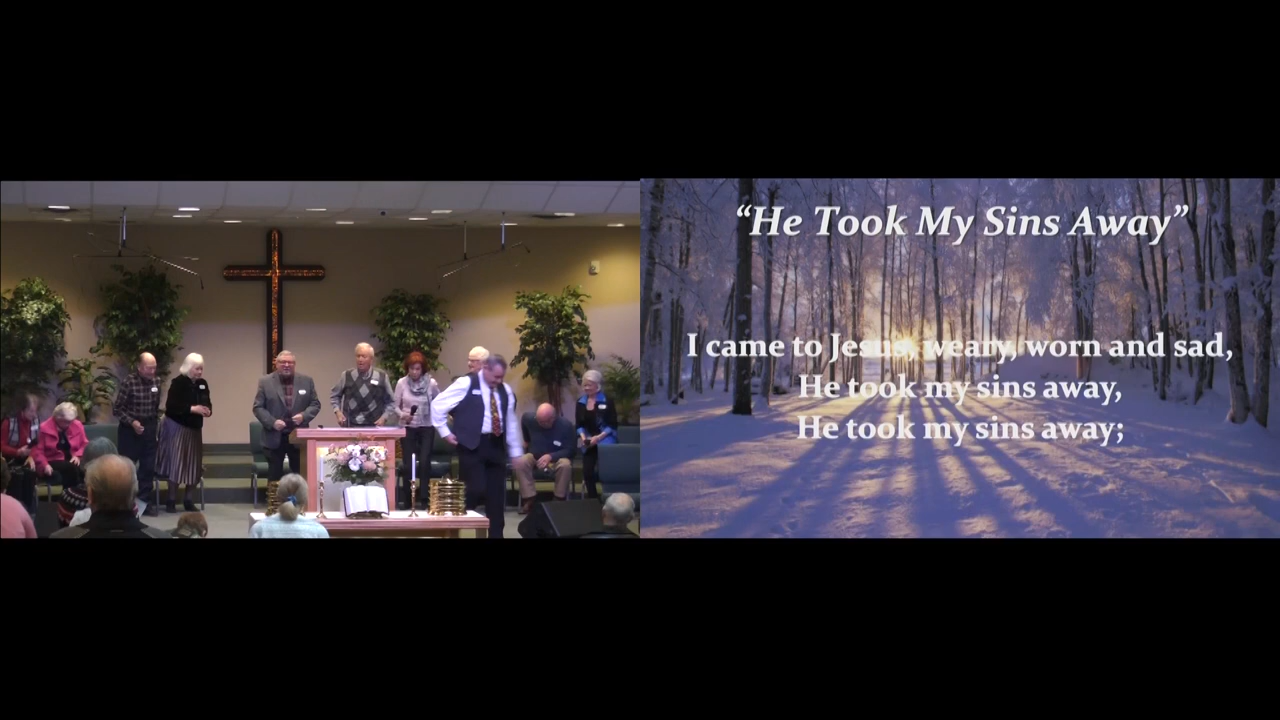 “He Took My Sins Away”
I came to Jesus, weary, worn and sad,
He took my sins away,
He took my sins away;